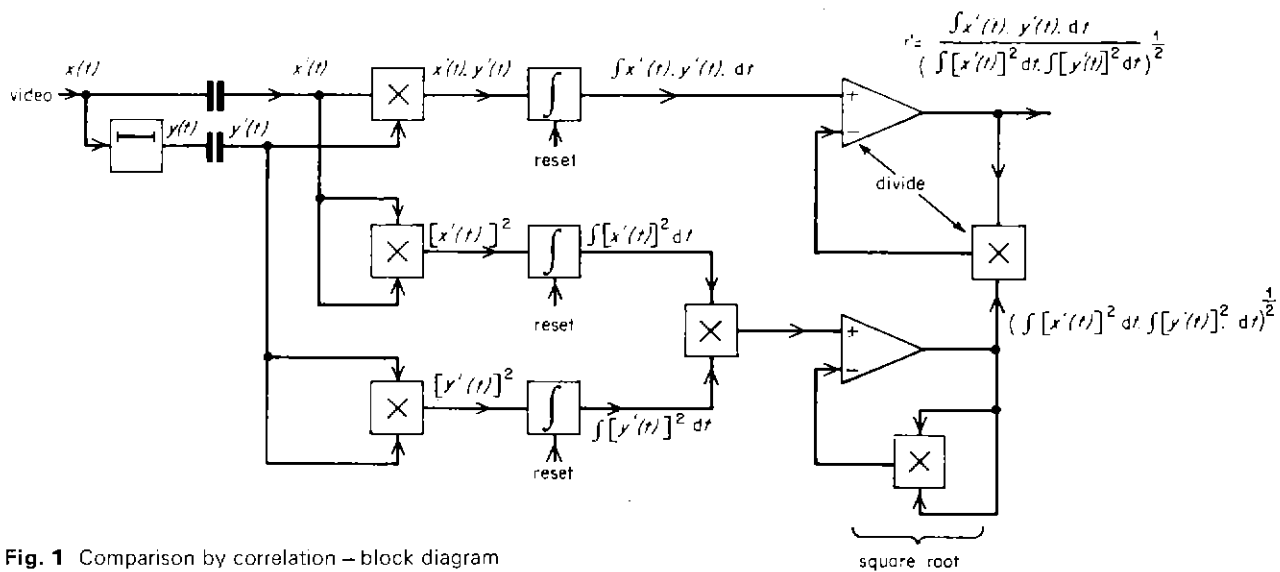 r'= ∫x'(t). y'(t). dt / ( ∫[x'(t)]² dt. ∫[y'(t)]² dt )^½
x(t)
x'(t)
x'(t). y'(t)
∫x'(t). y'(t). dt
video
y(t)
y'(t)
×
∫
+
−
reset
divide
[x'(t)]²
∫[x'(t)]² dt
×
∫
×
reset
×
( ∫[x'(t)]² dt. ∫[y'(t)]². dt )^½
+
−
[y'(t)]²
×
∫
∫[y'(t)]² dt
reset
×
Fig. 1 Comparison by correlation – block diagram
square root